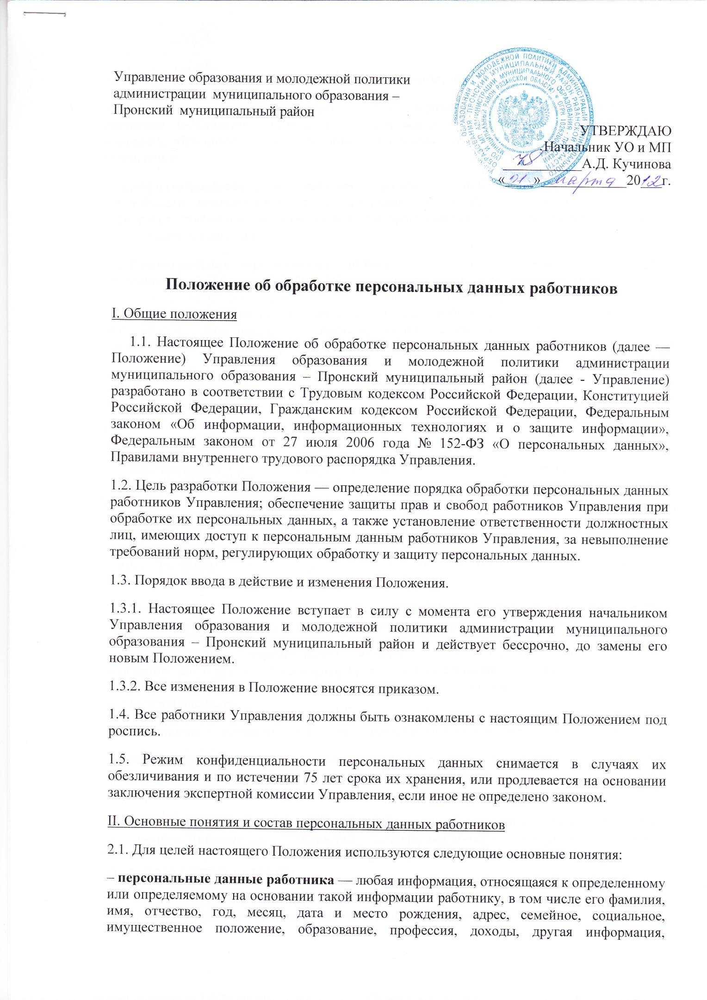 Управление образования и молодежной политики
администрации муниципального образования –
Пронский муниципальный район
УТВЕРЖДАЮ
Начальник УО и МП
____________А.Д. Кучинова
«01» марта 2012г.
Положение об обработке персональных данных работников
I. Общие положения
1.1. Настоящее Положение об обработке персональных данных работников (далее —
Положение) Управления образования и молодежной политики администрации
муниципального образования – Пронский муниципальный район (далее - Управление)
разработано в соответствии с Трудовым кодексом Российской Федерации, Конституцией
Российской Федерации, Гражданским кодексом Российской Федерации, Федеральным
законом «Об информации, информационных технологиях и о защите информации»,
Федеральным законом от 27 июля 2006 года № 152-ФЗ «О персональных данных»,
Правилами внутреннего трудового распорядка Управления.
1.2. Цель разработки Положения — определение порядка обработки персональных данных
работников Управления; обеспечение защиты прав и свобод работников Управления при
обработке их персональных данных, а также установление ответственности должностных
лиц, имеющих доступ к персональным данным работников Управления, за невыполнение
требований норм, регулирующих обработку и защиту персональных данных.
1.3. Порядок ввода в действие и изменения Положения.
1.3.1. Настоящее Положение вступает в силу с момента его утверждения начальником
Управления образования и молодежной политики администрации муниципального
образования – Пронский муниципальный район и действует бессрочно, до замены его
новым Положением.
1.3.2. Все изменения в Положение вносятся приказом.
1.4. Все работники Управления должны быть ознакомлены с настоящим Положением под
роспись.
1.5. Режим конфиденциальности персональных данных снимается в случаях их
обезличивания и по истечении 75 лет срока их хранения, или продлевается на основании
заключения экспертной комиссии Управления, если иное не определено законом.
II. Основные понятия и состав персональных данных работников
2.1. Для целей настоящего Положения используются следующие основные понятия:
– персональные данные работника — любая информация, относящаяся к определенному
или определяемому на основании такой информации работнику, в том числе его фамилия,
имя, отчество, год, месяц, дата и место рождения, адрес, семейное, социальное,
имущественное положение, образование, профессия, доходы, другая информация,